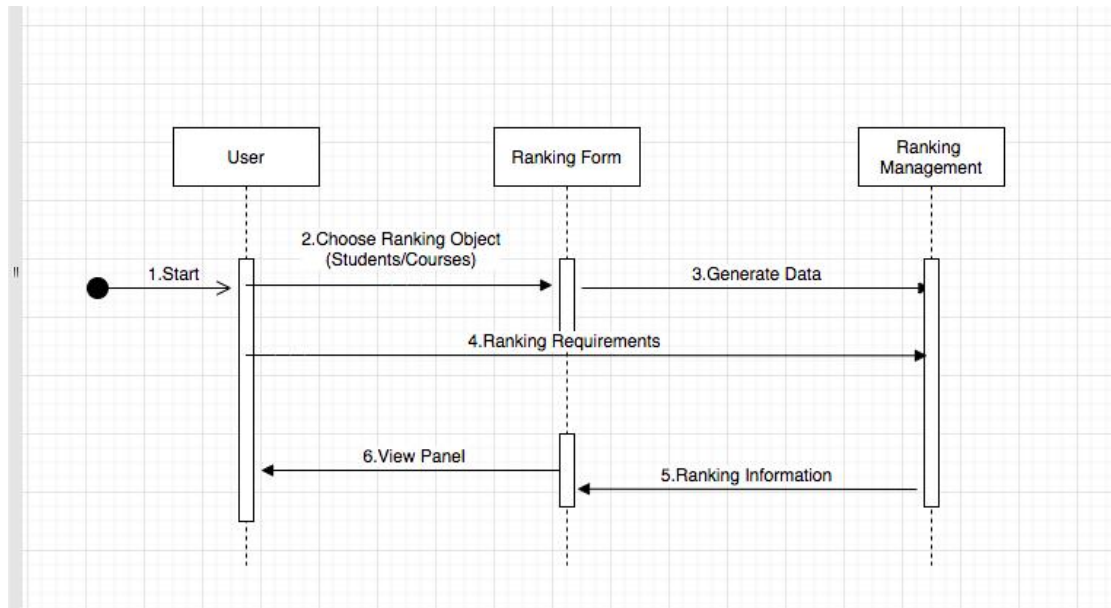 User
Ranking Form
Ranking
Management
2.Choose Ranking Object
(Students/Courses)
1.Start
3.Generate Data
4.Ranking Requirements
6.View Panel
5.Ranking Information